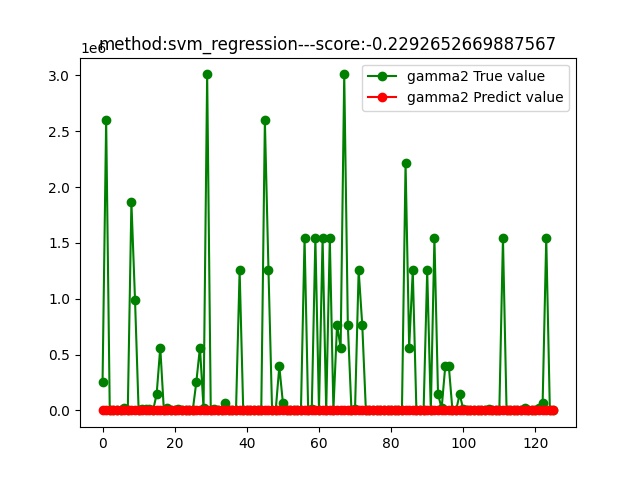 method:svm_regression---score:-0.2292652669887567
1e6
gamma2 True value
gamma2 Predict value
3.0
2.5
2.0
1.5
1.0
0.5
0.0
0 20 40 60 80 100 120